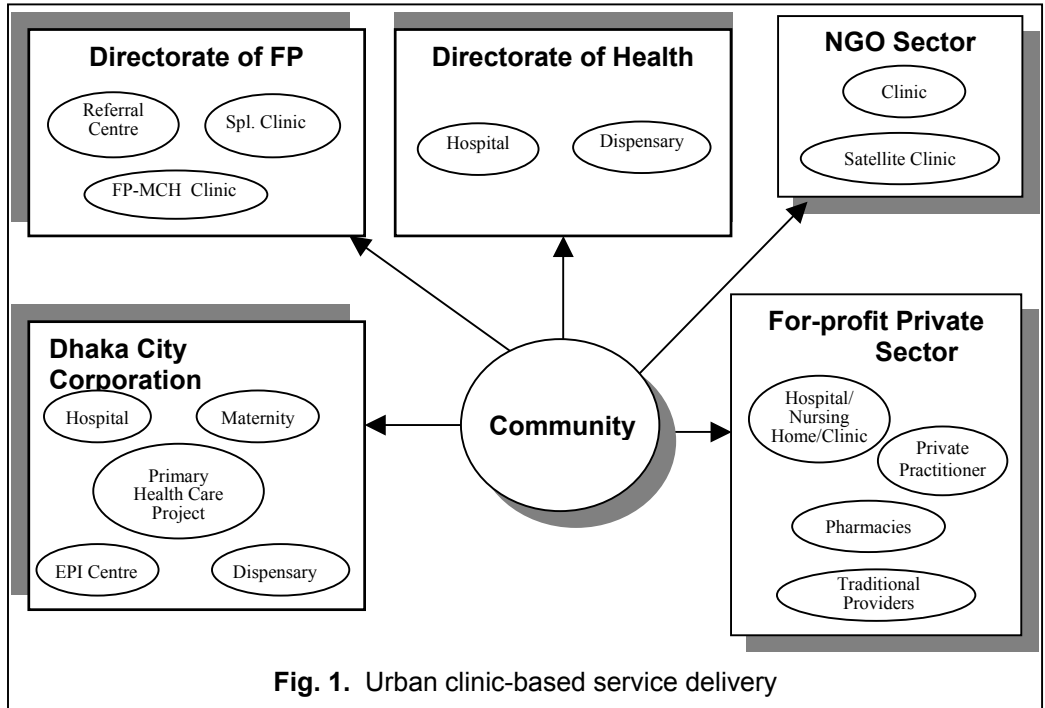 Directorate of FP
Referral
Centre
Spl. Clinic
FP-MCH Clinic
Directorate of Health
Hospital
Dispensary
NGO Sector
Clinic
Satellite Clinic
Dhaka City
Corporation
Hospital
Maternity
Primary
Health Care
Project
EPI Centre
Dispensary
Community
For-profit Private
Sector
Hospital/
Nursing
Home/Clinic
Private
Practitioner
Pharmacies
Traditional
Providers
Fig. 1. Urban clinic-based service delivery